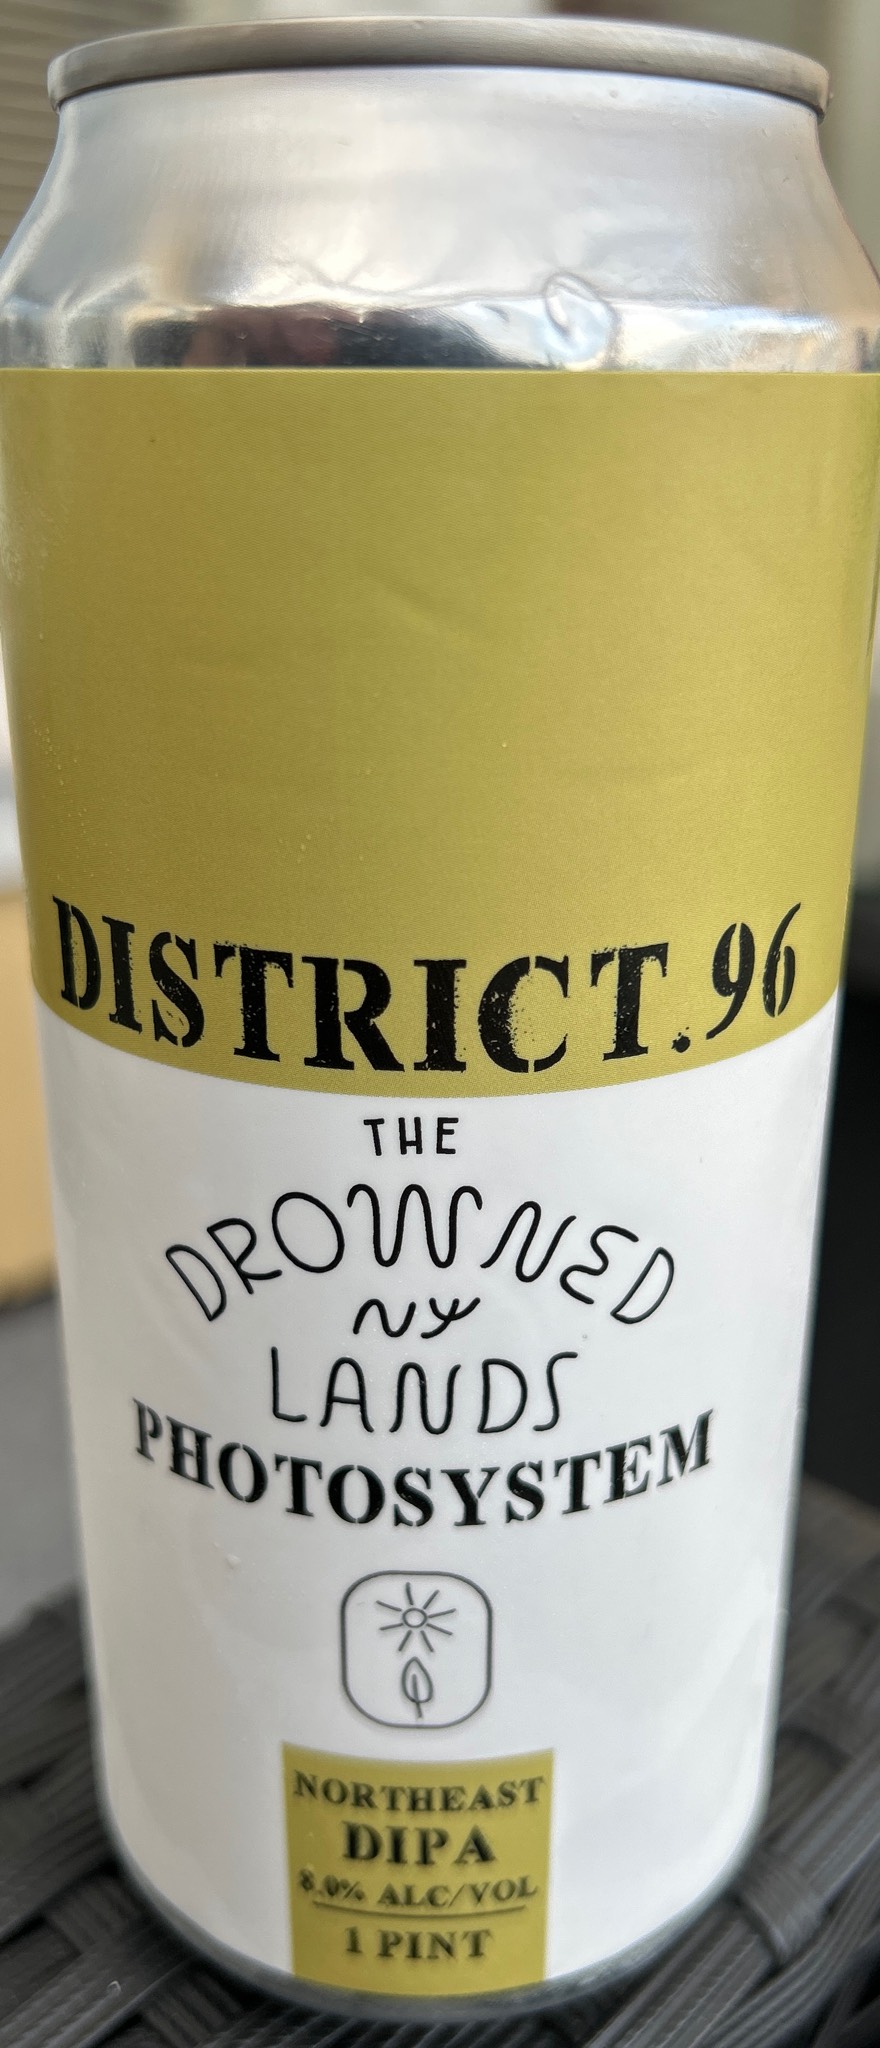 DISTRICT.96
THE
DROWNED
NY
LANDS
PHOTOSYSTEM
NORTHEAST
DIPA
8.0% ALC/VOL
1 PINT